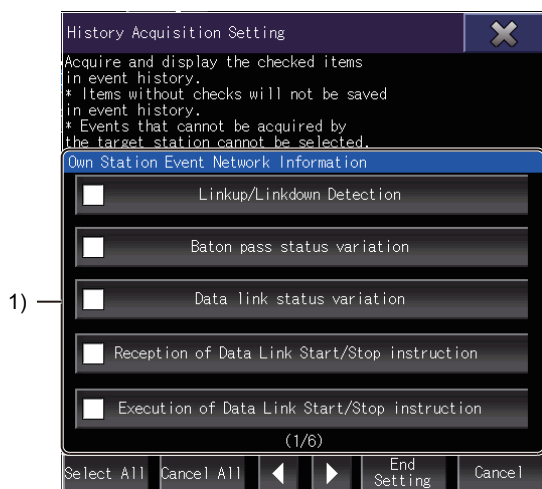 History Acquisition Setting
Acquire and display the checked items
in event history.
* Items without checks will not be saved
in event history.
* Events that cannot be acquired by
the target station cannot be selected.
Own Station Event Network Information
Linkup/Linkdown Detection
Baton pass status variation
1)
Data link status variation
Reception of Data Link Start/Stop instruction
Execution of Data Link Start/Stop instruction
(1/6)
Select All Cancel All End Setting Cancel